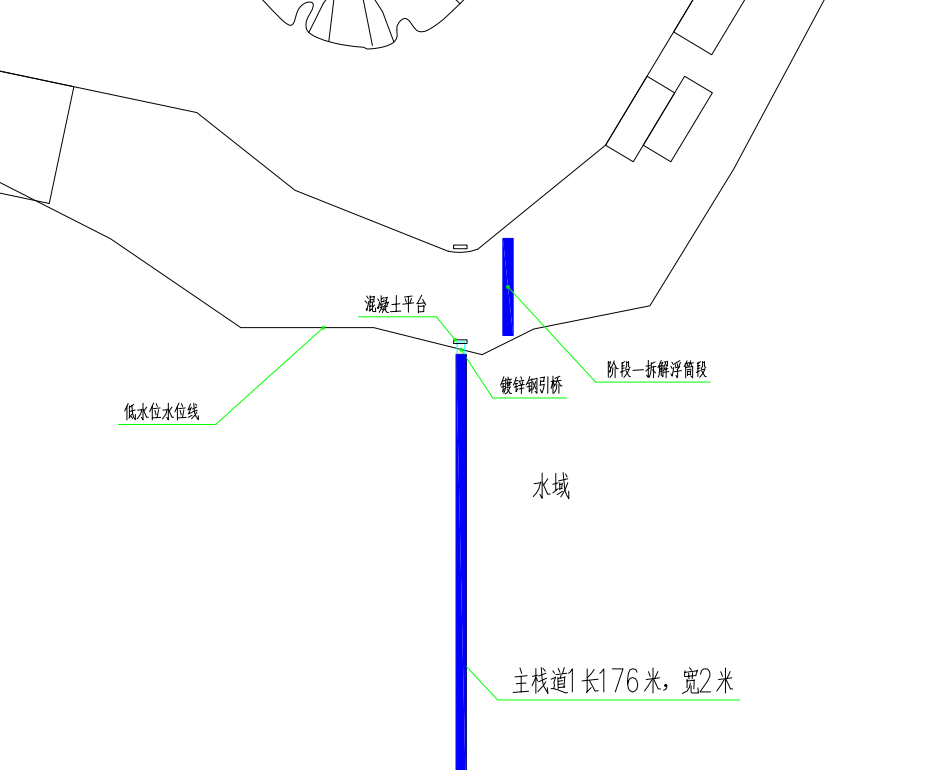 混凝土平台
阶段一拆解浮筒段
镀锌钢引桥
低水位水位线
水域
主栈道1长176米，宽2米